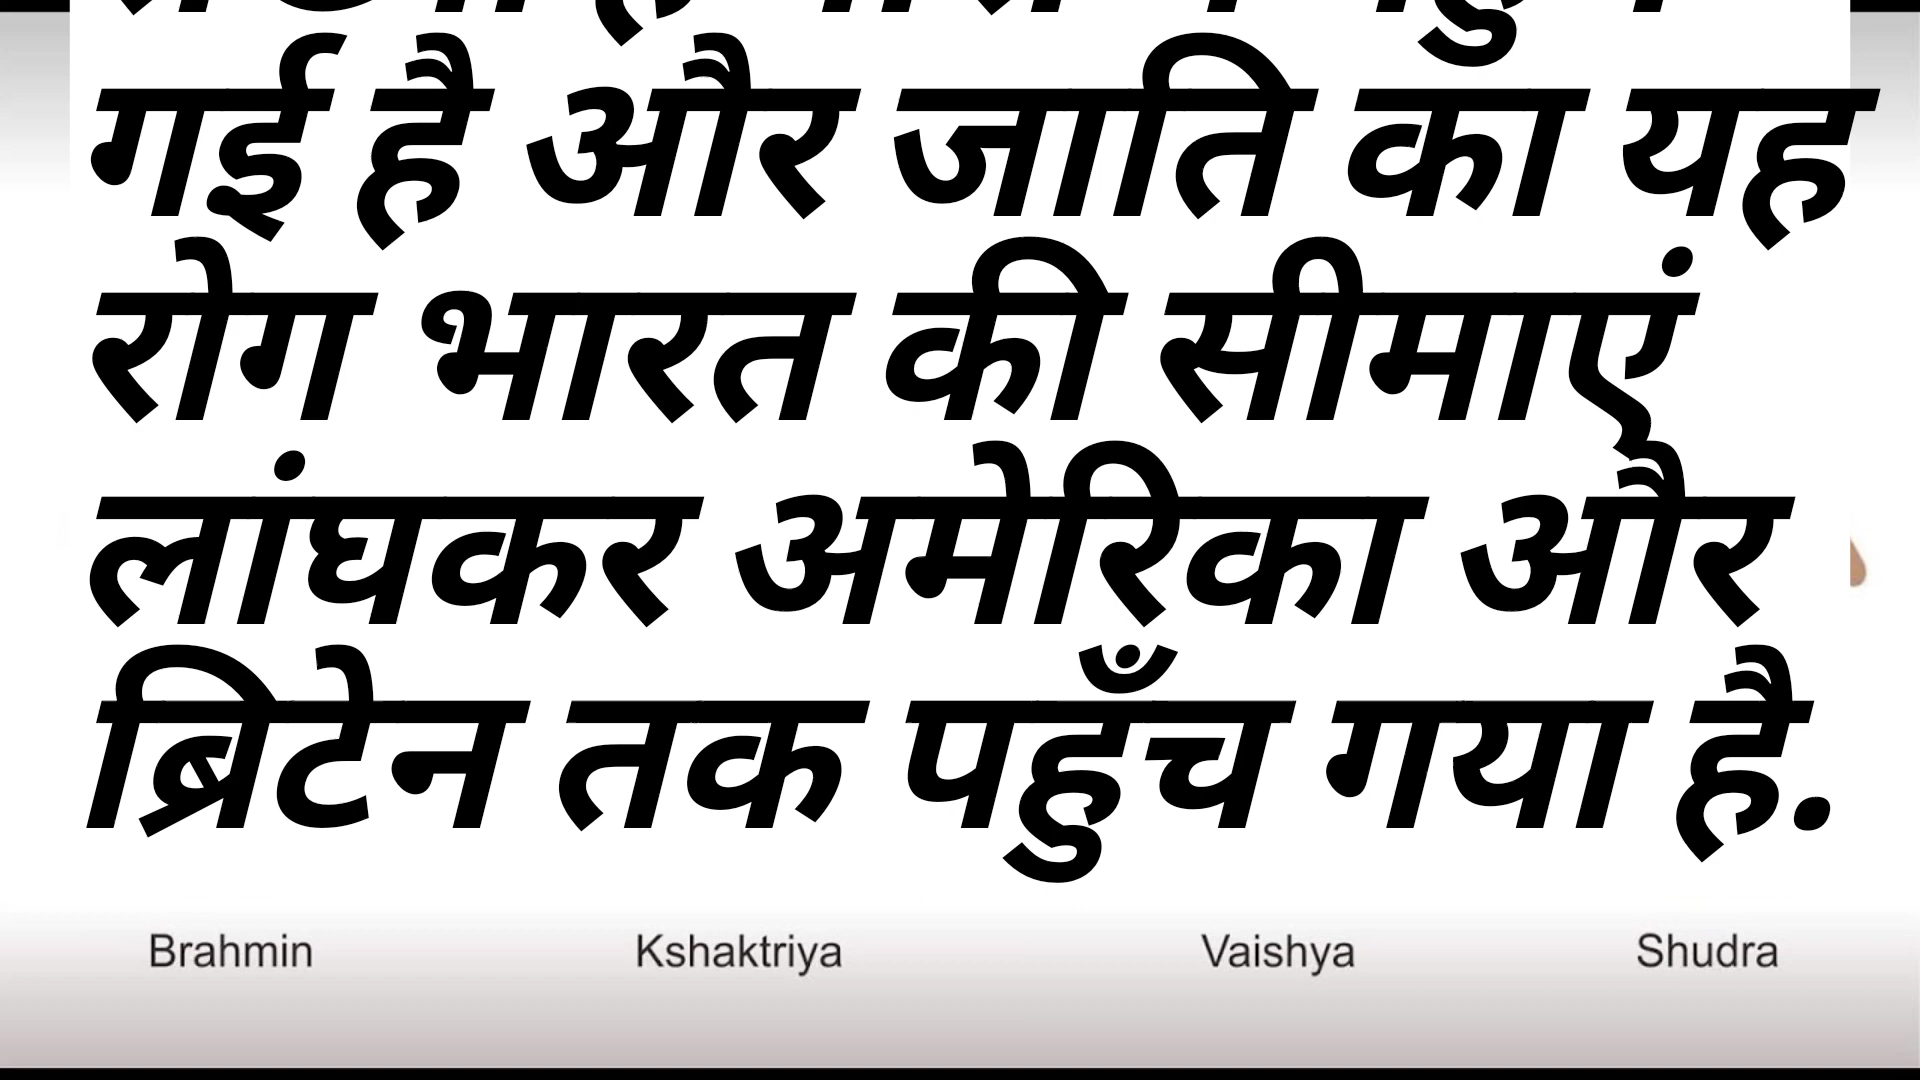 गई है और जाति का यह
रोग भारत की सीमाएं
लांघकर अमेरिका और
ब्रिटेन तक पहुँच गया है.
Brahmin Kshaktriya Vaishya Shudra